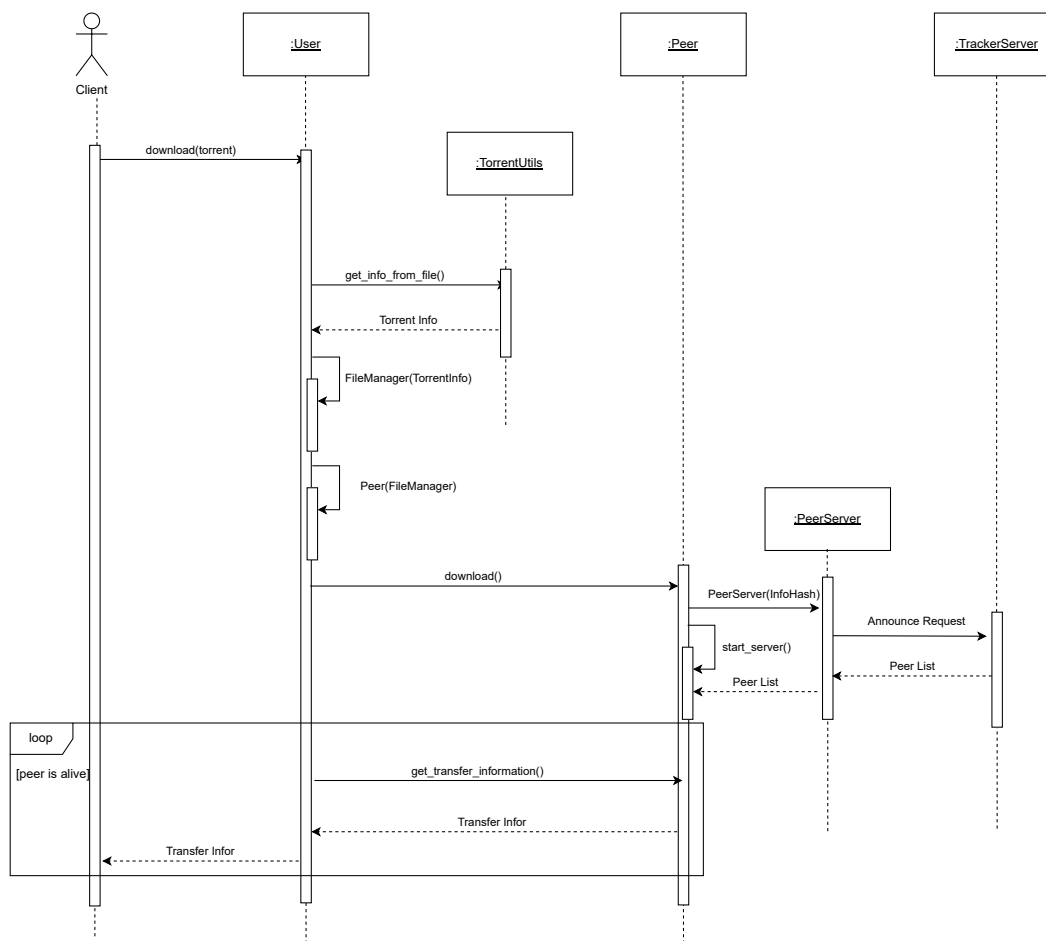 :User
:Peer
:TrackerServer
Client
download(torrent)
:TorrentUtils
get_info_from_file()
Torrent Info
FileManager(TorrentInfo)
Peer(FileManager)
:PeerServer
download()
PeerServer(InfoHash)
Announce Request
start_server()
Peer List
Peer List
loop
[peer is alive]
get_transfer_information()
Transfer Infor
Transfer Infor